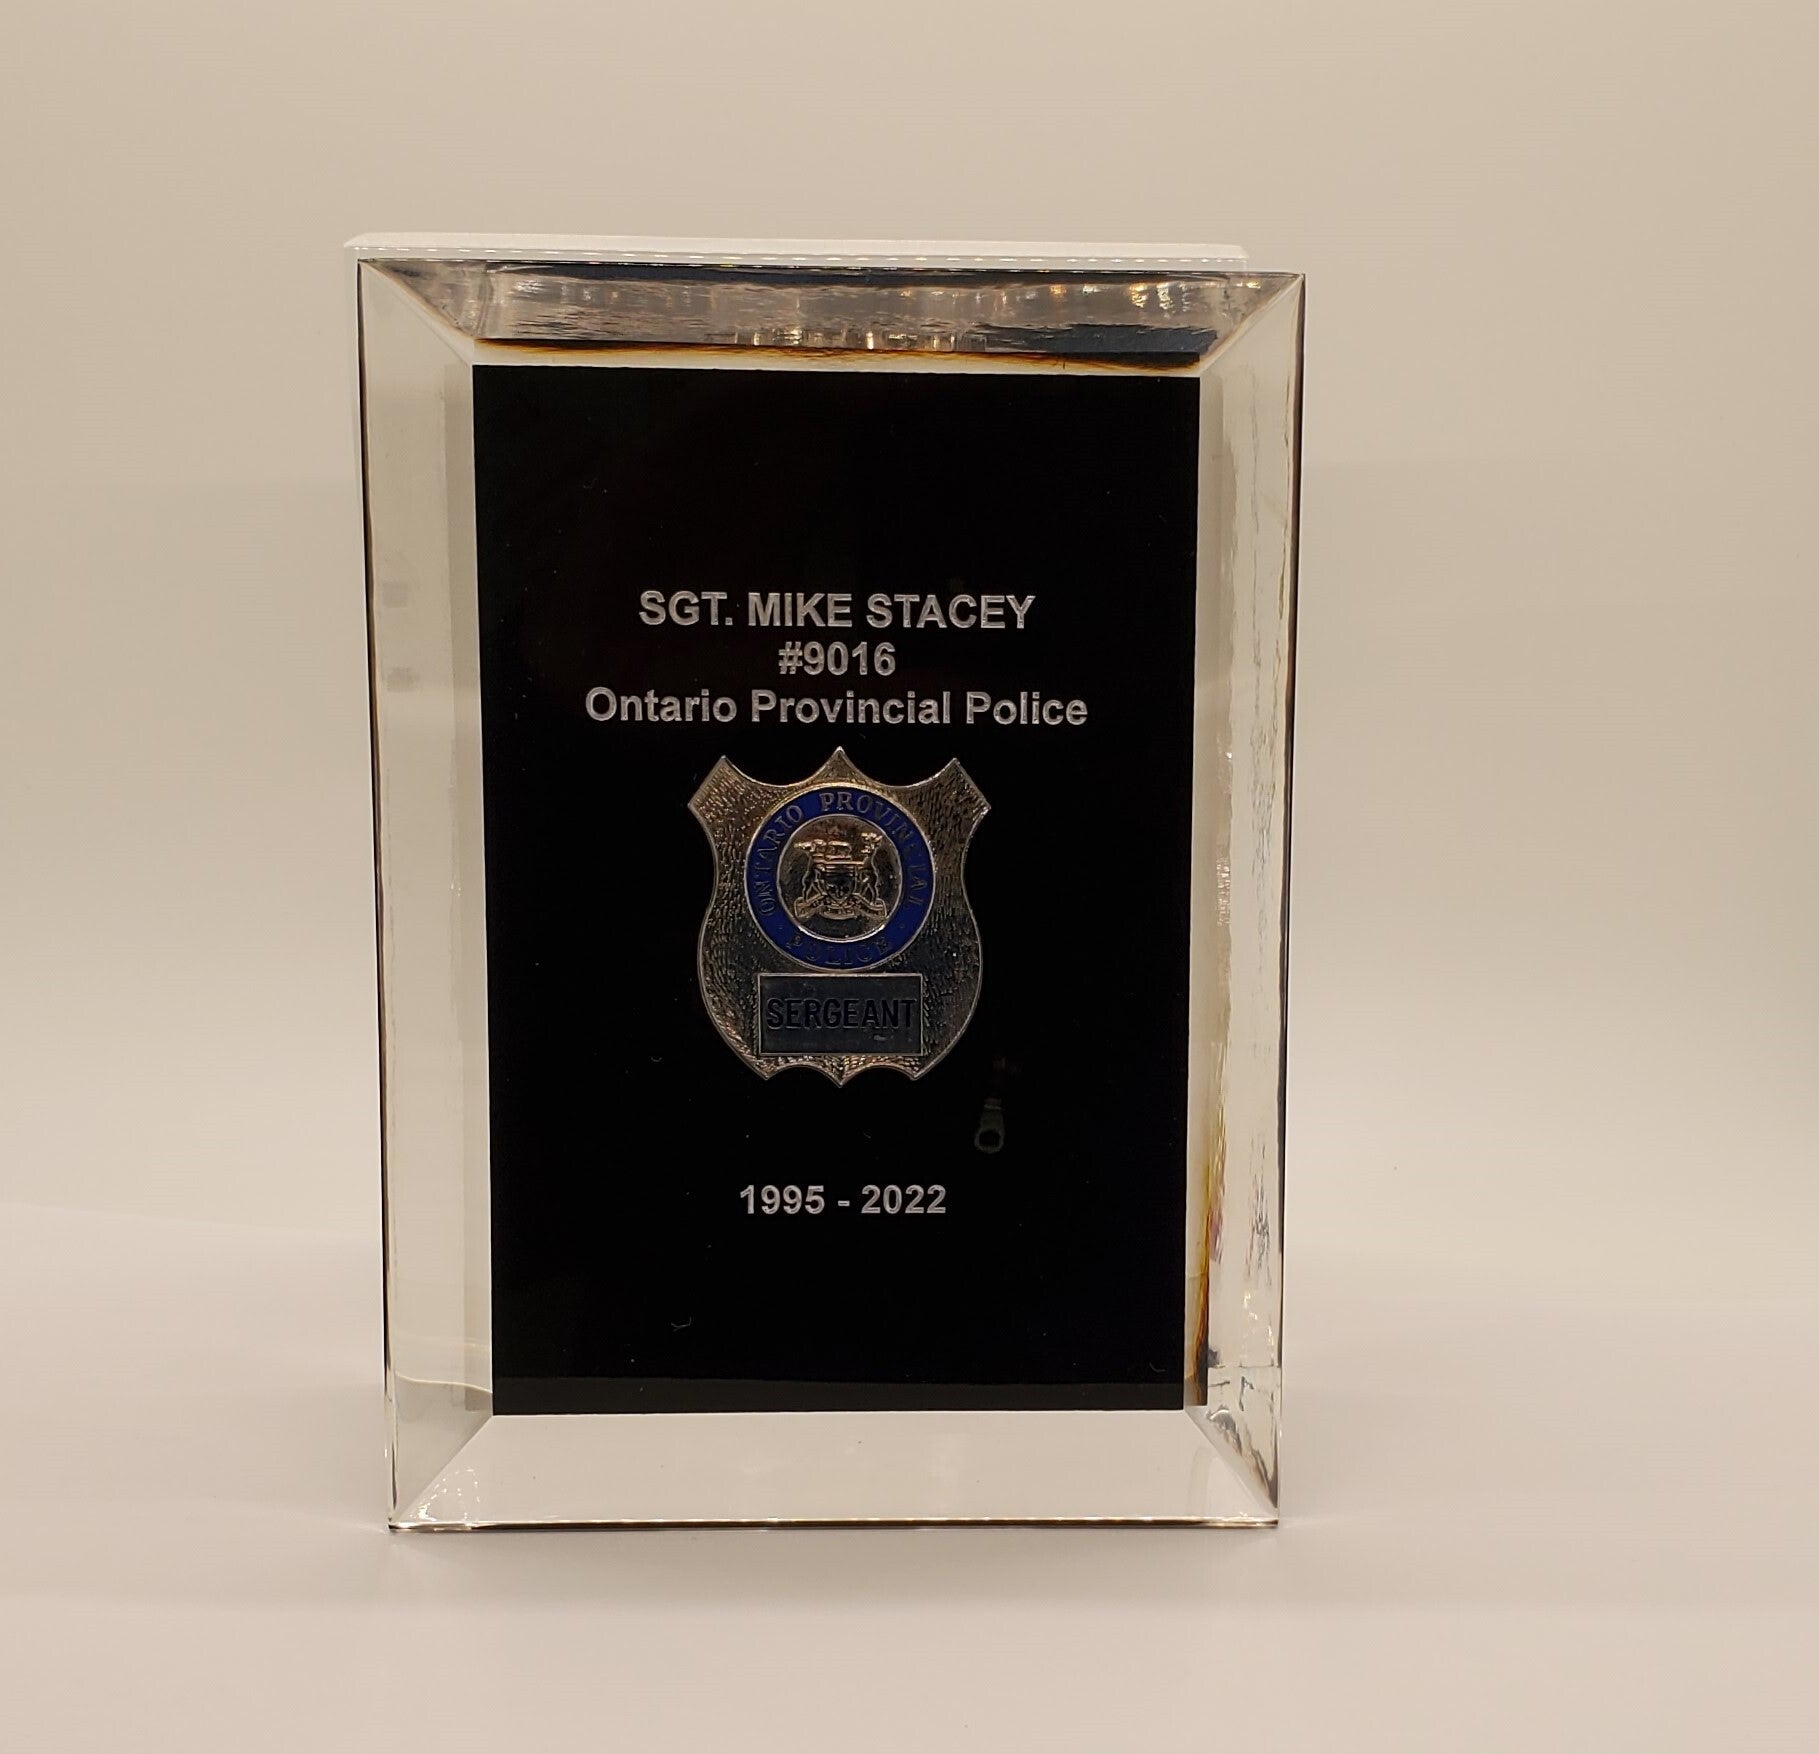 SGT. MIKE STACEY
#9016
Ontario Provincial Police
ONTARIO PROVINCIAL
POLICE
SERGEANT
1995 - 2022